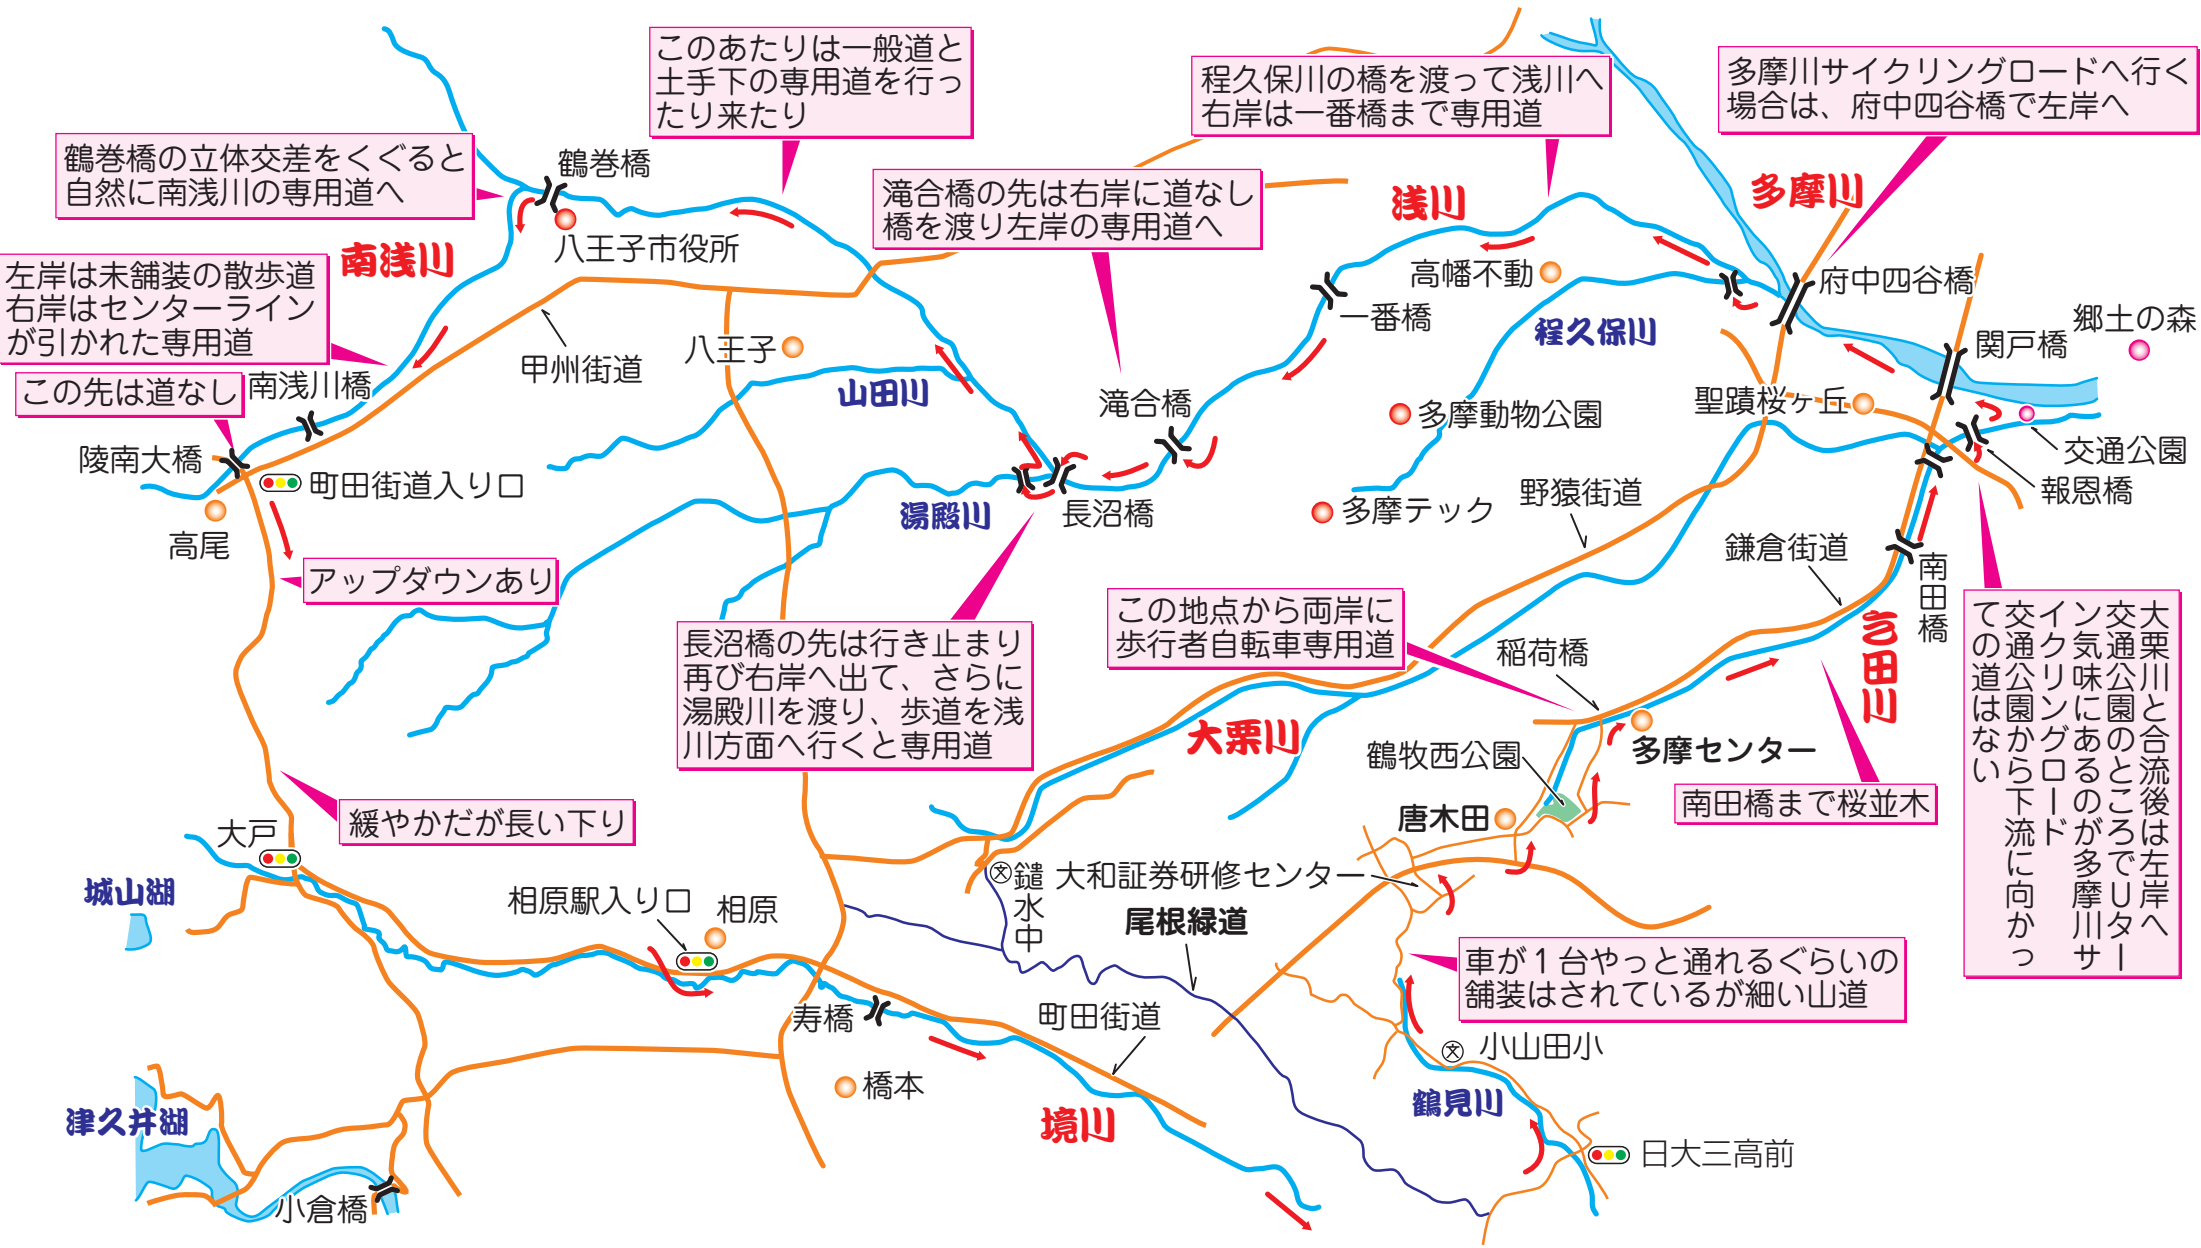 このあたりは一般道と
土手下の専用道を行っ
たり来たり
程久保川の橋を渡って浅川へ
右岸は一番橋まで専用道
多摩川サイクリングロードへ行く
場合は、府中四谷橋で左岸へ
鶴巻橋の立体交差をくぐると
自然に南浅川の専用道へ
鶴巻橋
八王子市役所
滝合橋の先は右岸に道なし
橋を渡り左岸の専用道へ
浅川
多摩川
南浅川
左岸は未舗装の散歩道
右岸はセンターライン
が引かれた専用道
高幡不動
府中四谷橋
一番橋
程久保川
郷土の森
関戸橋
甲州街道
八王子
この先は道なし
南浅川橋
山田川
滝合橋
多摩動物公園
聖蹟桜ヶ丘
交通公園
報恩橋
陵南大橋
町田街道入り口
高尾
湯殿川
長沼橋
多摩テック
野猿街道
鎌倉街道
南田橋
アップダウンあり
長沼橋の先は行き止まり
再び右岸へ出て、さらに
湯殿川を渡り、歩道を浅
川方面へ行くと専用道
この地点から両岸に
歩行者自転車専用道
稲荷橋
乞田川
大栗川と合流後は左岸へ
交通公園のところでUター
ン気味にあるのが多摩川サ
イクリングロード
交通公園から下流に向かっ
ての道はない
大栗川
鶴牧西公園
多摩センター
南田橋まで桜並木
唐木田
緩やかだが長い下り
大戸
城山湖
相原駅入り口
相原
鑓水中
文
大和証券研修センター
尾根緑道
車が1台やっと通れるぐらいの
舗装はされているが細い山道
寿橋
町田街道
文
小山田小
橋本
境川
鶴見川
津久井湖
小倉橋
日大三高前